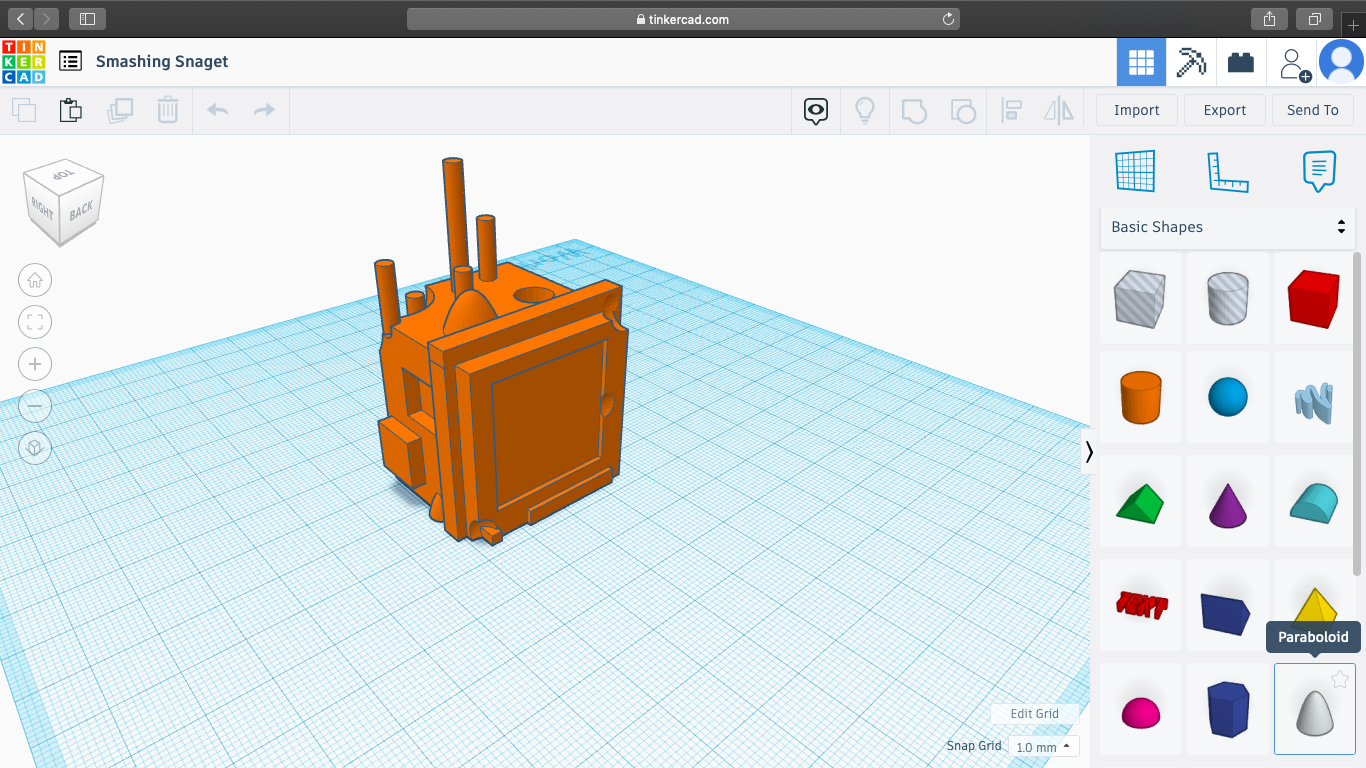 tinkercad.com
TIN
KER
CAD
Smashing Snaget
Import
Export
Send To
TOP
RIGHT
BACK
Basic Shapes
TEXT
Paraboloid
Edit Grid
Snap Grid
1.0 mm